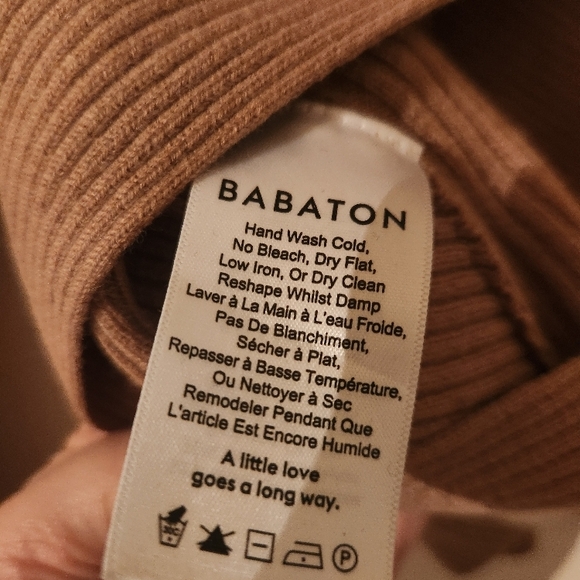 BABATON
Hand Wash Cold,
No Bleach, Dry Flat,
Low Iron, Or Dry Clean
Reshape Whilst Damp
Laver à La Main à L'eau Froide,
Pas De Blanchiment,
Sécher à Plat,
Repasser à Basse Température,
Ou Nettoyer à Sec
Remodeler Pendant Que
L'article Est Encore Humide
A little love
goes a long way.
30C P